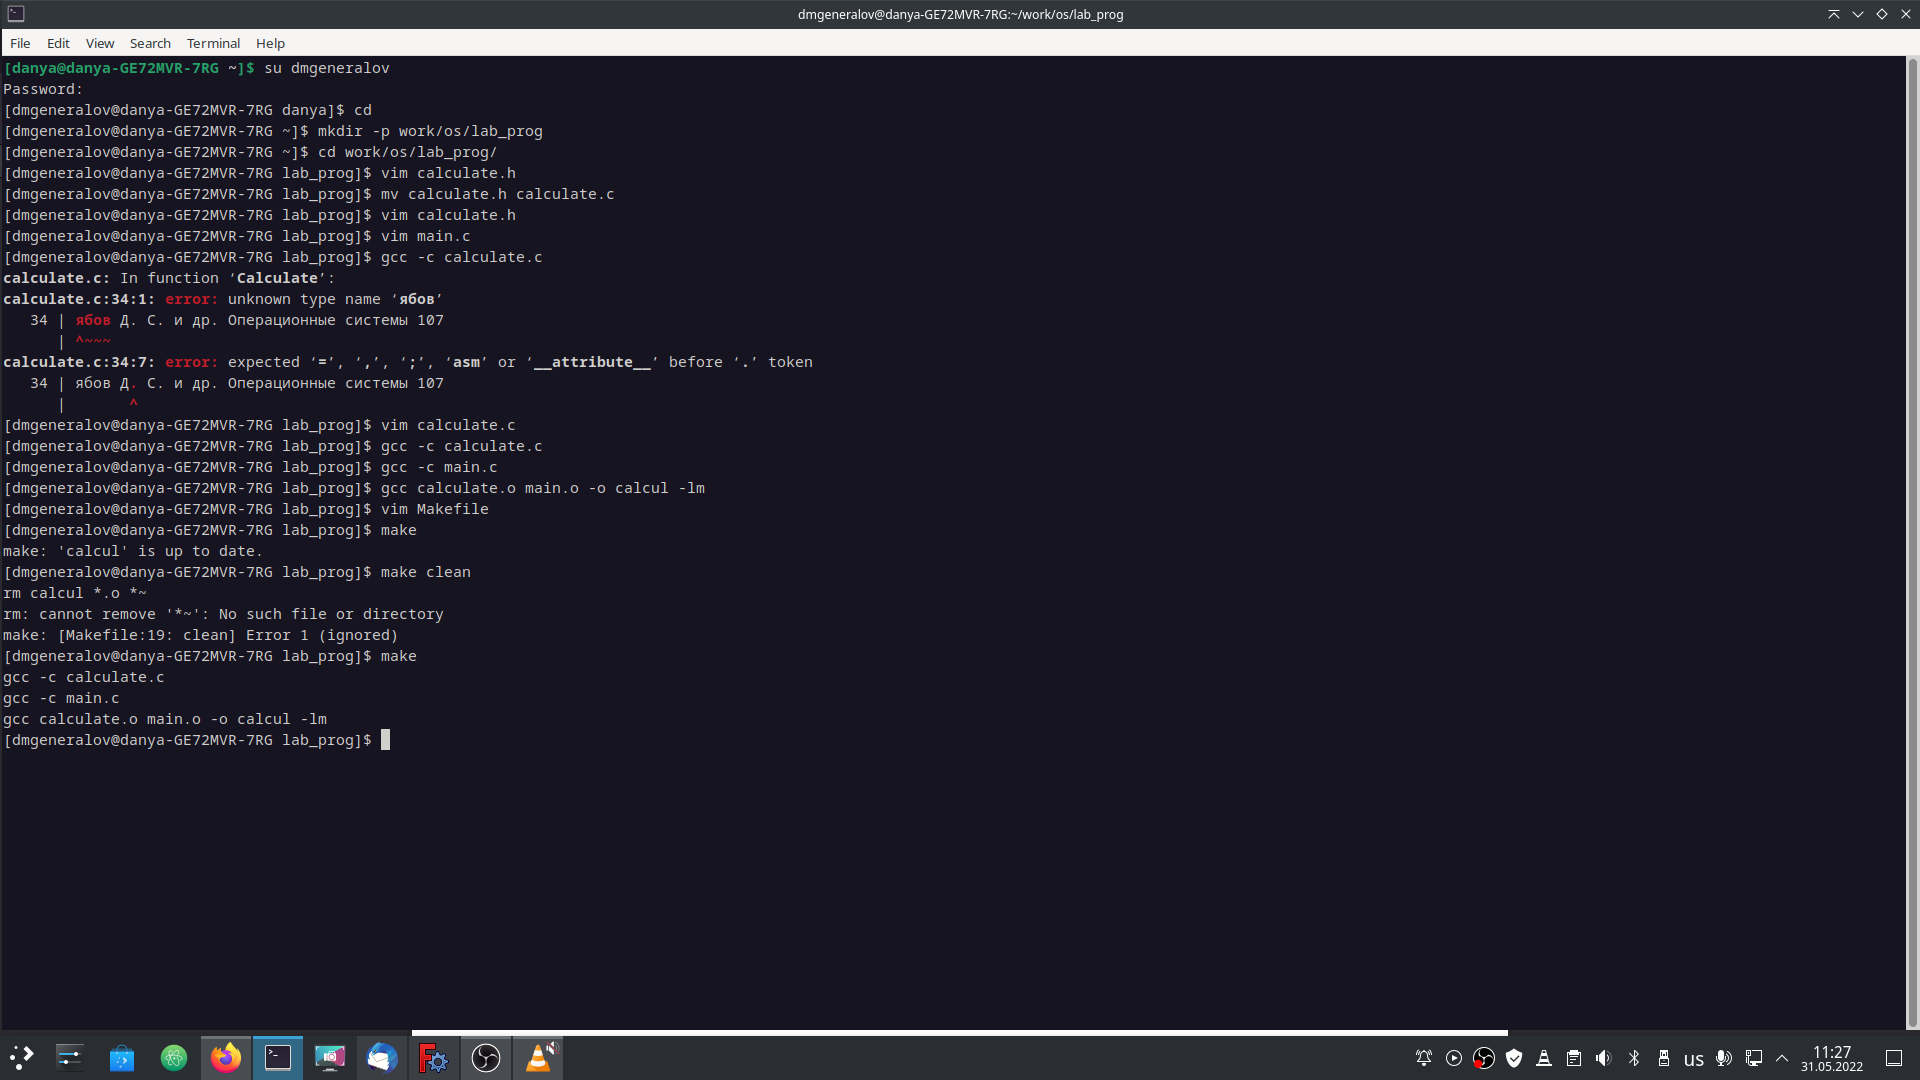 dmgeneralov@danya-GE72MVR-7RG:~/work/os/lab_prog
File Edit View Search Terminal Help
[danya@danya-GE72MVR-7RG ~]$ su dmgeneralov
Password:
[dmgeneralov@danya-GE72MVR-7RG danya]$ cd
[dmgeneralov@danya-GE72MVR-7RG ~]$ mkdir -p work/os/lab_prog
[dmgeneralov@danya-GE72MVR-7RG ~]$ cd work/os/lab_prog/
[dmgeneralov@danya-GE72MVR-7RG lab_prog]$ vim calculate.h
[dmgeneralov@danya-GE72MVR-7RG lab_prog]$ mv calculate.h calculate.c
[dmgeneralov@danya-GE72MVR-7RG lab_prog]$ vim calculate.h
[dmgeneralov@danya-GE72MVR-7RG lab_prog]$ vim main.c
[dmgeneralov@danya-GE72MVR-7RG lab_prog]$ gcc -c calculate.c
calculate.c: In function ‘Calculate’:
calculate.c:34:1: error: unknown type name ‘ябов’
   34 | ябов Д. С. и др. Операционные системы 107
      | ^~~~
calculate.c:34:7: error: expected ‘=’, ‘,’, ‘;’, ‘asm’ or ‘__attribute__’ before ‘.’ token
   34 | ябов Д. С. и др. Операционные системы 107
      |       ^
[dmgeneralov@danya-GE72MVR-7RG lab_prog]$ vim calculate.c
[dmgeneralov@danya-GE72MVR-7RG lab_prog]$ gcc -c calculate.c
[dmgeneralov@danya-GE72MVR-7RG lab_prog]$ gcc -c main.c
[dmgeneralov@danya-GE72MVR-7RG lab_prog]$ gcc calculate.o main.o -o calcul -lm
[dmgeneralov@danya-GE72MVR-7RG lab_prog]$ vim Makefile
[dmgeneralov@danya-GE72MVR-7RG lab_prog]$ make
make: 'calcul' is up to date.
[dmgeneralov@danya-GE72MVR-7RG lab_prog]$ make clean
rm calcul *.o *~
rm: cannot remove '*~': No such file or directory
make: [Makefile:19: clean] Error 1 (ignored)
[dmgeneralov@danya-GE72MVR-7RG lab_prog]$ make
gcc -c calculate.c
gcc -c main.c
gcc calculate.o main.o -o calcul -lm
[dmgeneralov@danya-GE72MVR-7RG lab_prog]$
us
11:27
31.05.2022